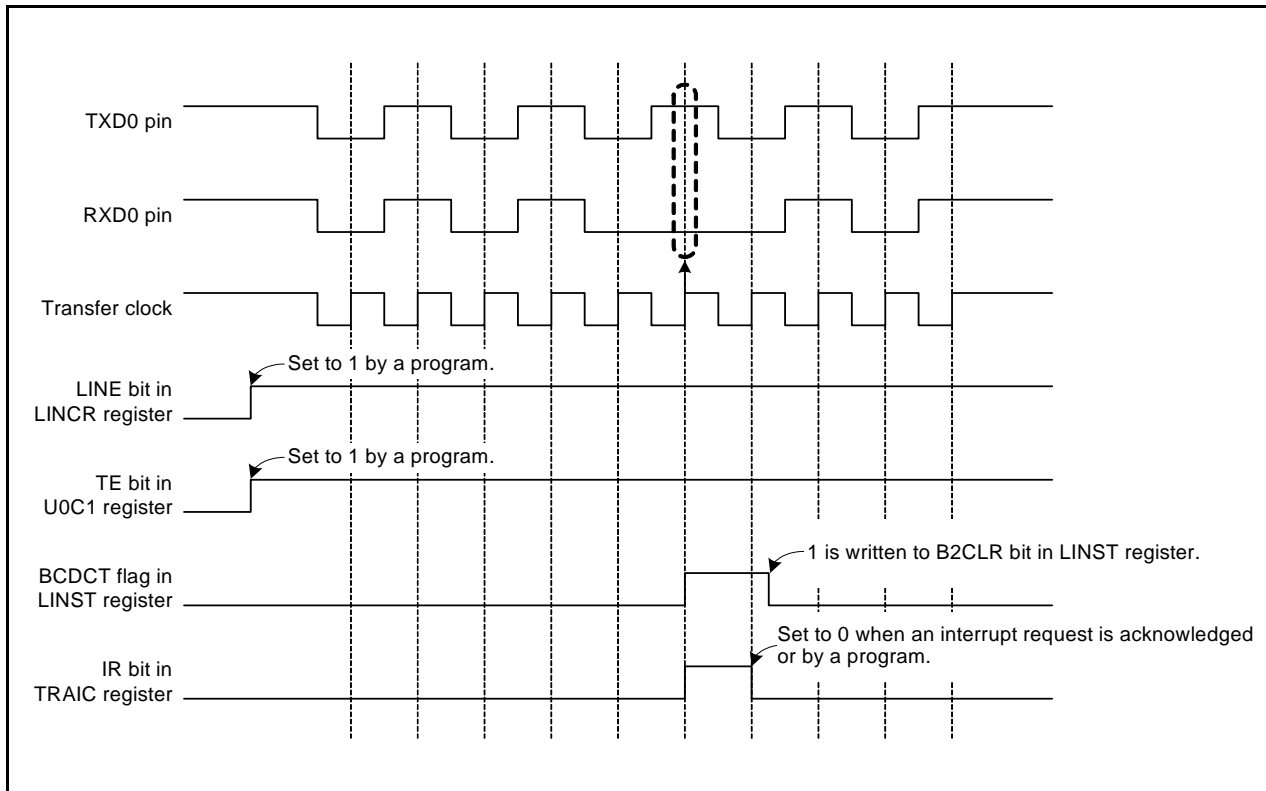 TXD0 pin
RXD0 pin
Transfer clock
Set to 1 by a program.
LINE bit in
LINCR register
Set to 1 by a program.
TE bit in
U0C1 register
1 is written to B2CLR bit in LINST register.
BCDCT flag in
LINST register
Set to 0 when an interrupt request is acknowledged
or by a program.
IR bit in
TRAIC register